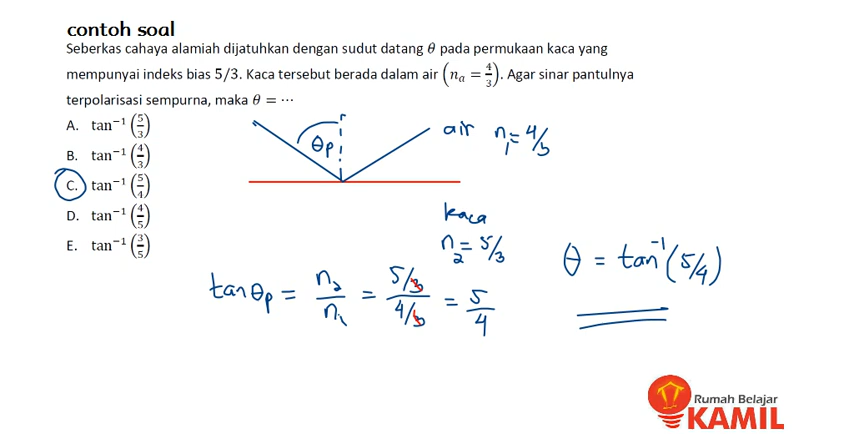 contoh soal
Seberkas cahaya alamiah dijatuhkan dengan sudut datang θ pada permukaan kaca yang
mempunyai indeks bias 5/3. Kaca tersebut berada dalam air (nₐ = 4/3). Agar sinar pantulnya
terpolarisasi sempurna, maka θ = ⋯
A. tan⁻¹ (5/3)
B. tan⁻¹ (4/3)
C. tan⁻¹ (5/4)
D. tan⁻¹ (4/5)
E. tan⁻¹ (3/5)
θp
air n₁ = 4/3
kaca
n₂ = 5/3
tan θp = n₂/n₁ = (5/3)/(4/3) = 5/4
θ = tan⁻¹(5/4)
Rumah Belajar
KAMIL